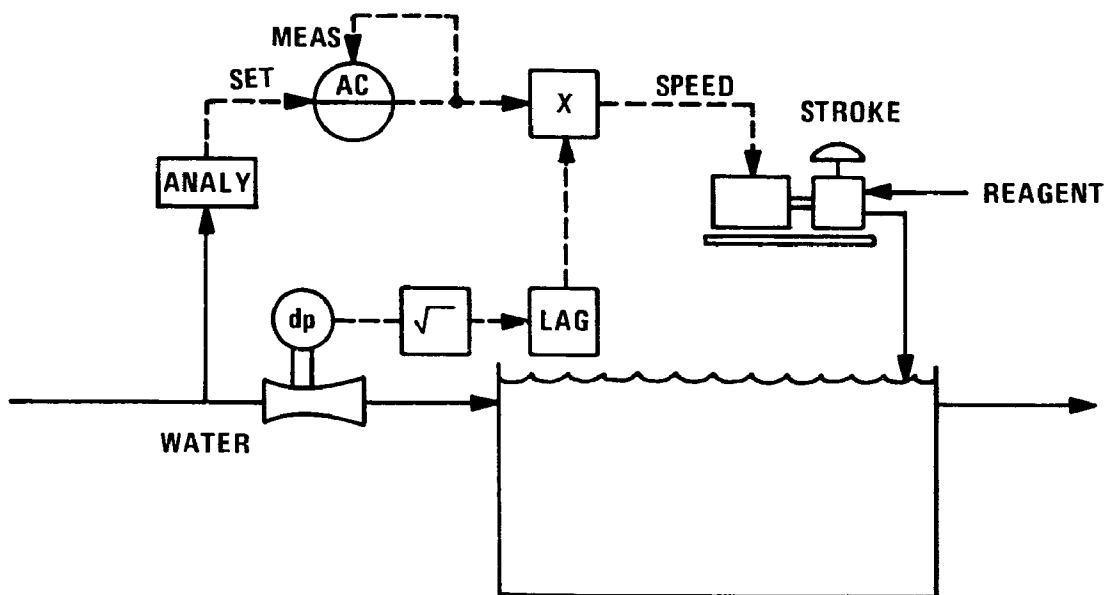 MEAS
SET
AC
X
SPEED
STROKE
ANALY
REAGENT
dp
√
LAG
WATER